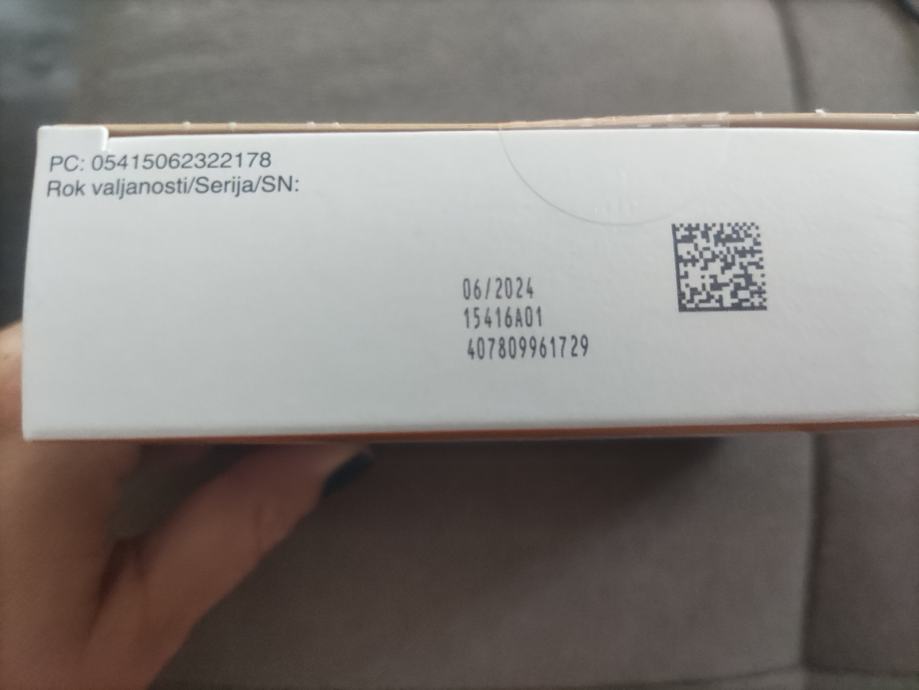 PC: 05415062322178
Rok valjanosti/Serija/SN:
06/2024
15416A01
407809961729